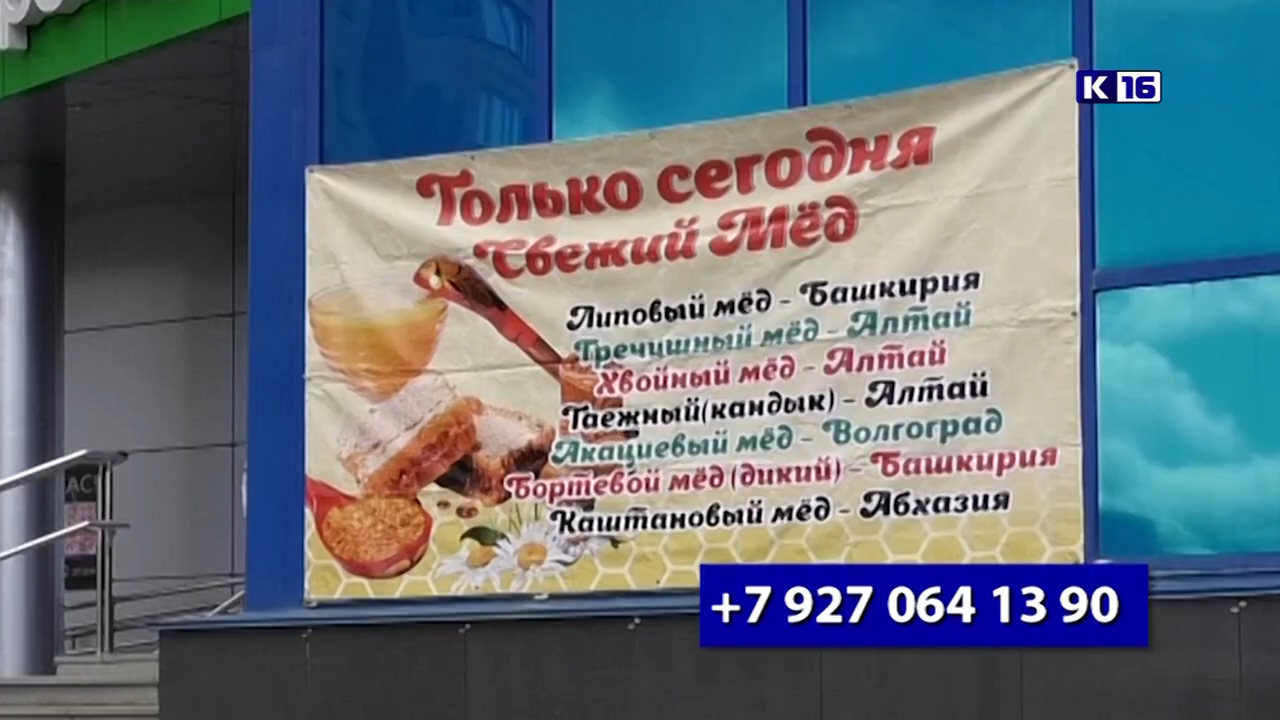 К 16
Только сегодня
Свежий Мёд
Липовый мёд - Башкирия
Гречишный мёд - Алтай
Хвойный мёд - Алтай
Таежный(кандык) - Алтай
Акациевый мёд - Волгоград
Бортевой мёд (дикий) - Башкирия
Каштановый мёд - Абхазия
+7 927 064 13 90